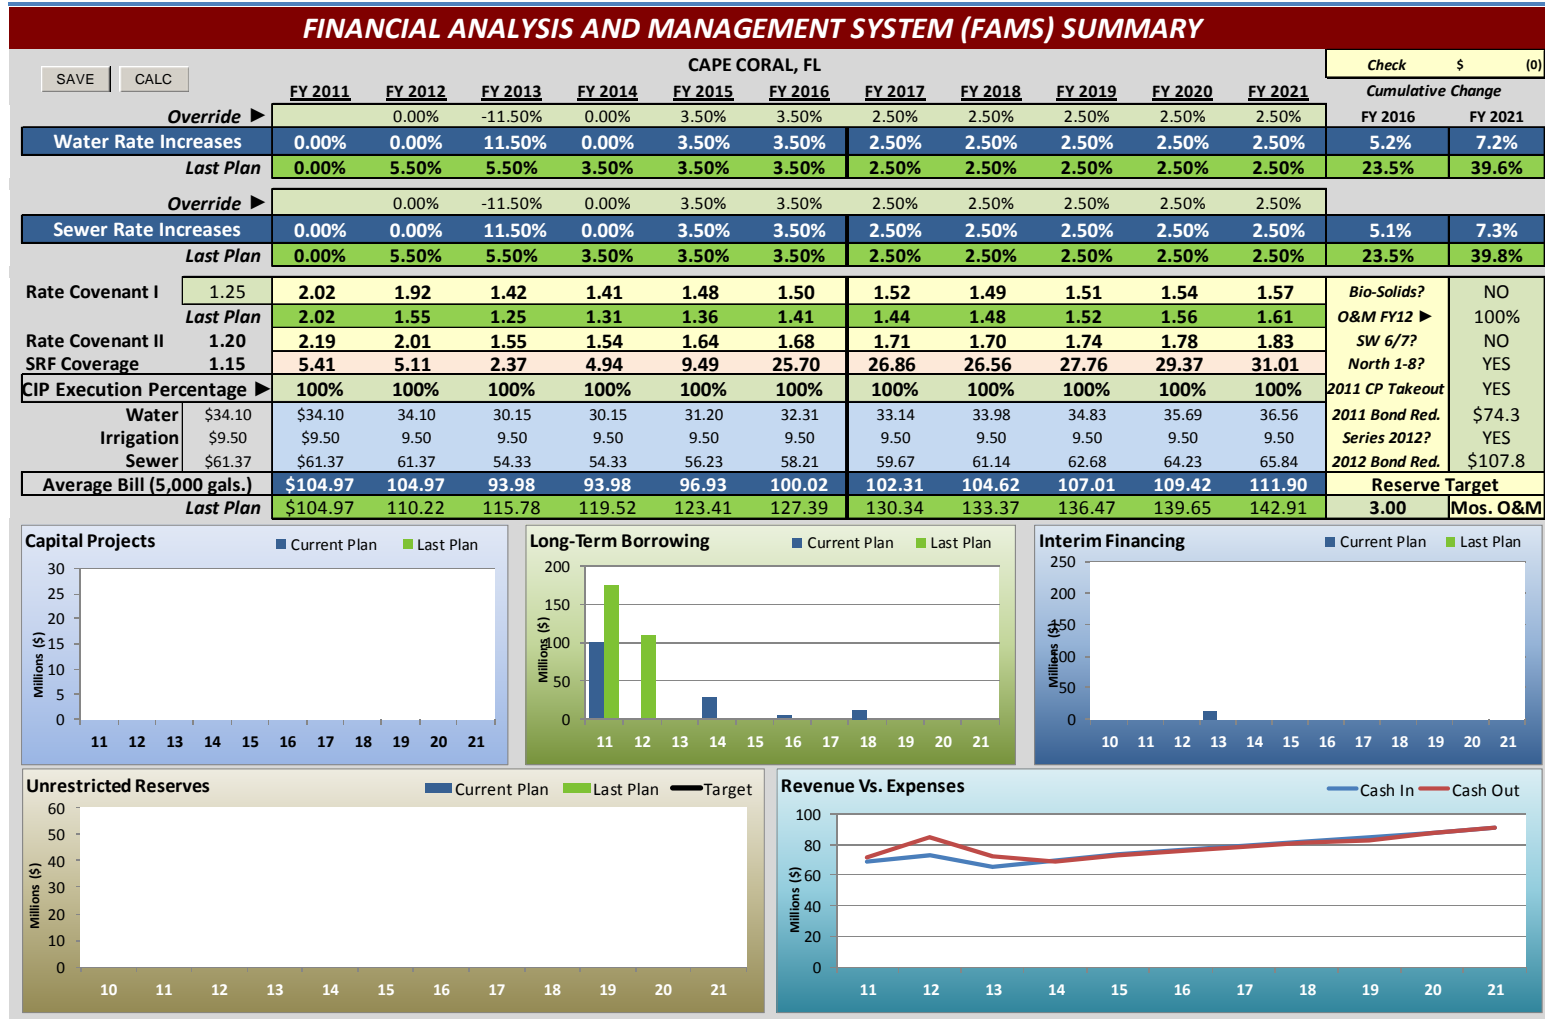 FINANCIAL ANALYSIS AND MANAGEMENT SYSTEM (FAMS) SUMMARY
SAVE CALC CAPE CORAL, FL Check $ (0)
FY 2011 FY 2012 FY 2013 FY 2014 FY 2015 FY 2016 FY 2017 FY 2018 FY 2019 FY 2020 FY 2021 Cumulative Change
Override ► 0.00% -11.50% 0.00% 3.50% 3.50% 2.50% 2.50% 2.50% 2.50% 2.50% FY 2016 FY 2021
Water Rate Increases 0.00% 0.00% 11.50% 0.00% 3.50% 3.50% 2.50% 2.50% 2.50% 2.50% 2.50% 5.2% 7.2%
Last Plan 0.00% 5.50% 5.50% 3.50% 3.50% 3.50% 2.50% 2.50% 2.50% 2.50% 2.50% 23.5% 39.6%
Override ► 0.00% -11.50% 0.00% 3.50% 3.50% 2.50% 2.50% 2.50% 2.50% 2.50%
Sewer Rate Increases 0.00% 0.00% 11.50% 0.00% 3.50% 3.50% 2.50% 2.50% 2.50% 2.50% 2.50% 5.1% 7.3%
Last Plan 0.00% 5.50% 5.50% 3.50% 3.50% 3.50% 2.50% 2.50% 2.50% 2.50% 2.50% 23.5% 39.8%
Rate Covenant I 1.25 2.02 1.92 1.42 1.41 1.48 1.50 1.52 1.49 1.51 1.54 1.57 Bio-Solids? NO
Last Plan 2.02 1.55 1.25 1.31 1.36 1.41 1.44 1.48 1.52 1.56 1.61 O&M FY12 ► 100%
Rate Covenant II 1.20 2.19 2.01 1.55 1.54 1.64 1.68 1.71 1.70 1.74 1.78 1.83 SW 6/7? NO
SRF Coverage 1.15 5.41 5.11 2.37 4.94 9.49 25.70 26.86 26.56 27.76 29.37 31.01 North 1-8? YES
CIP Execution Percentage ► 100% 100% 100% 100% 100% 100% 100% 100% 100% 100% 100% 2011 CP Takeout YES
Water $34.10 $34.10 34.10 30.15 30.15 31.20 32.31 33.14 33.98 34.83 35.69 36.56 2011 Bond Red. $74.3
Irrigation $9.50 $9.50 9.50 9.50 9.50 9.50 9.50 9.50 9.50 9.50 9.50 9.50 Series 2012? YES
Sewer $61.37 $61.37 61.37 54.33 54.33 56.23 58.21 59.67 61.14 62.68 64.23 65.84 2012 Bond Red. $107.8
Average Bill (5,000 gals.) $104.97 104.97 93.98 93.98 96.93 100.02 102.31 104.62 107.01 109.42 111.90 Reserve Target
Last Plan $104.97 110.22 115.78 119.52 123.41 127.39 130.34 133.37 136.47 139.65 142.91 3.00 Mos. O&M
Capital Projects Current Plan Last Plan
Millions ($)
30
25
20
15
10
5
0
11 12 13 14 15 16 17 18 19 20 21
Long-Term Borrowing Current Plan Last Plan
Millions ($)
200
150
100
50
0
11 12 13 14 15 16 17 18 19 20 21
Interim Financing Current Plan Last Plan
Millions ($)
250
200
150
100
50
0
10 11 12 13 14 15 16 17 18 19 20 21
Unrestricted Reserves Current Plan Last Plan Target
Millions ($)
60
50
40
30
20
10
0
10 11 12 13 14 15 16 17 18 19 20 21
Revenue Vs. Expenses Cash In Cash Out
Millions ($)
100
80
60
40
20
0
11 12 13 14 15 16 17 18 19 20 21